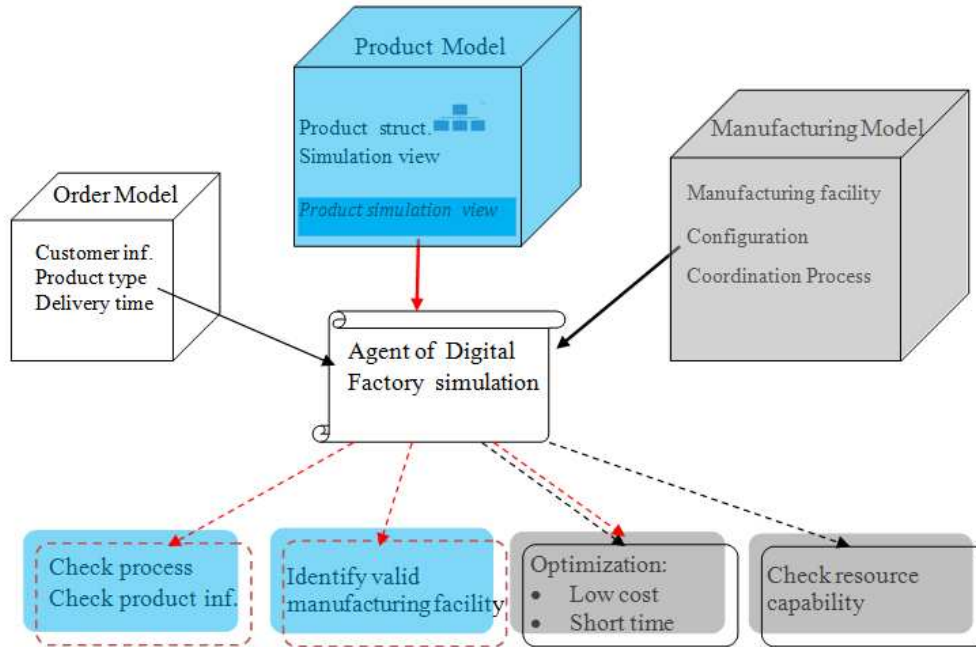 Product Model
Product struct.
Simulation view
Product simulation view
Manufacturing Model
Manufacturing facility
Configuration
Coordination Process
Order Model
Customer inf.
Product type
Delivery time
Agent of Digital
Factory simulation
Check process
Check product inf.
Identify valid
manufacturing facility
Optimization:
• Low cost
• Short time
Check resource
capability